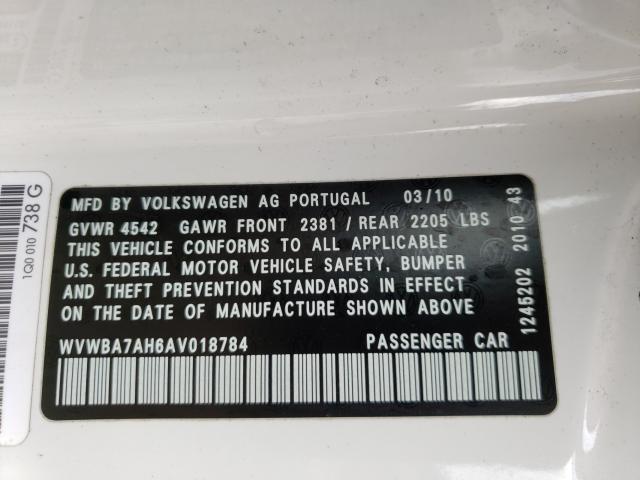 MFD BY VOLKSWAGEN AG PORTUGAL 03/10
GVWR 4542 GAWR FRONT 2381 / REAR 2205 LBS
THIS VEHICLE CONFORMS TO ALL APPLICABLE
U.S. FEDERAL MOTOR VEHICLE SAFETY, BUMPER
AND THEFT PREVENTION STANDARDS IN EFFECT
ON THE DATE OF MANUFACTURE SHOWN ABOVE
WVWBA7AH6AV018784 PASSENGER CAR
1245202 2010 43
1Q0 010 738 G